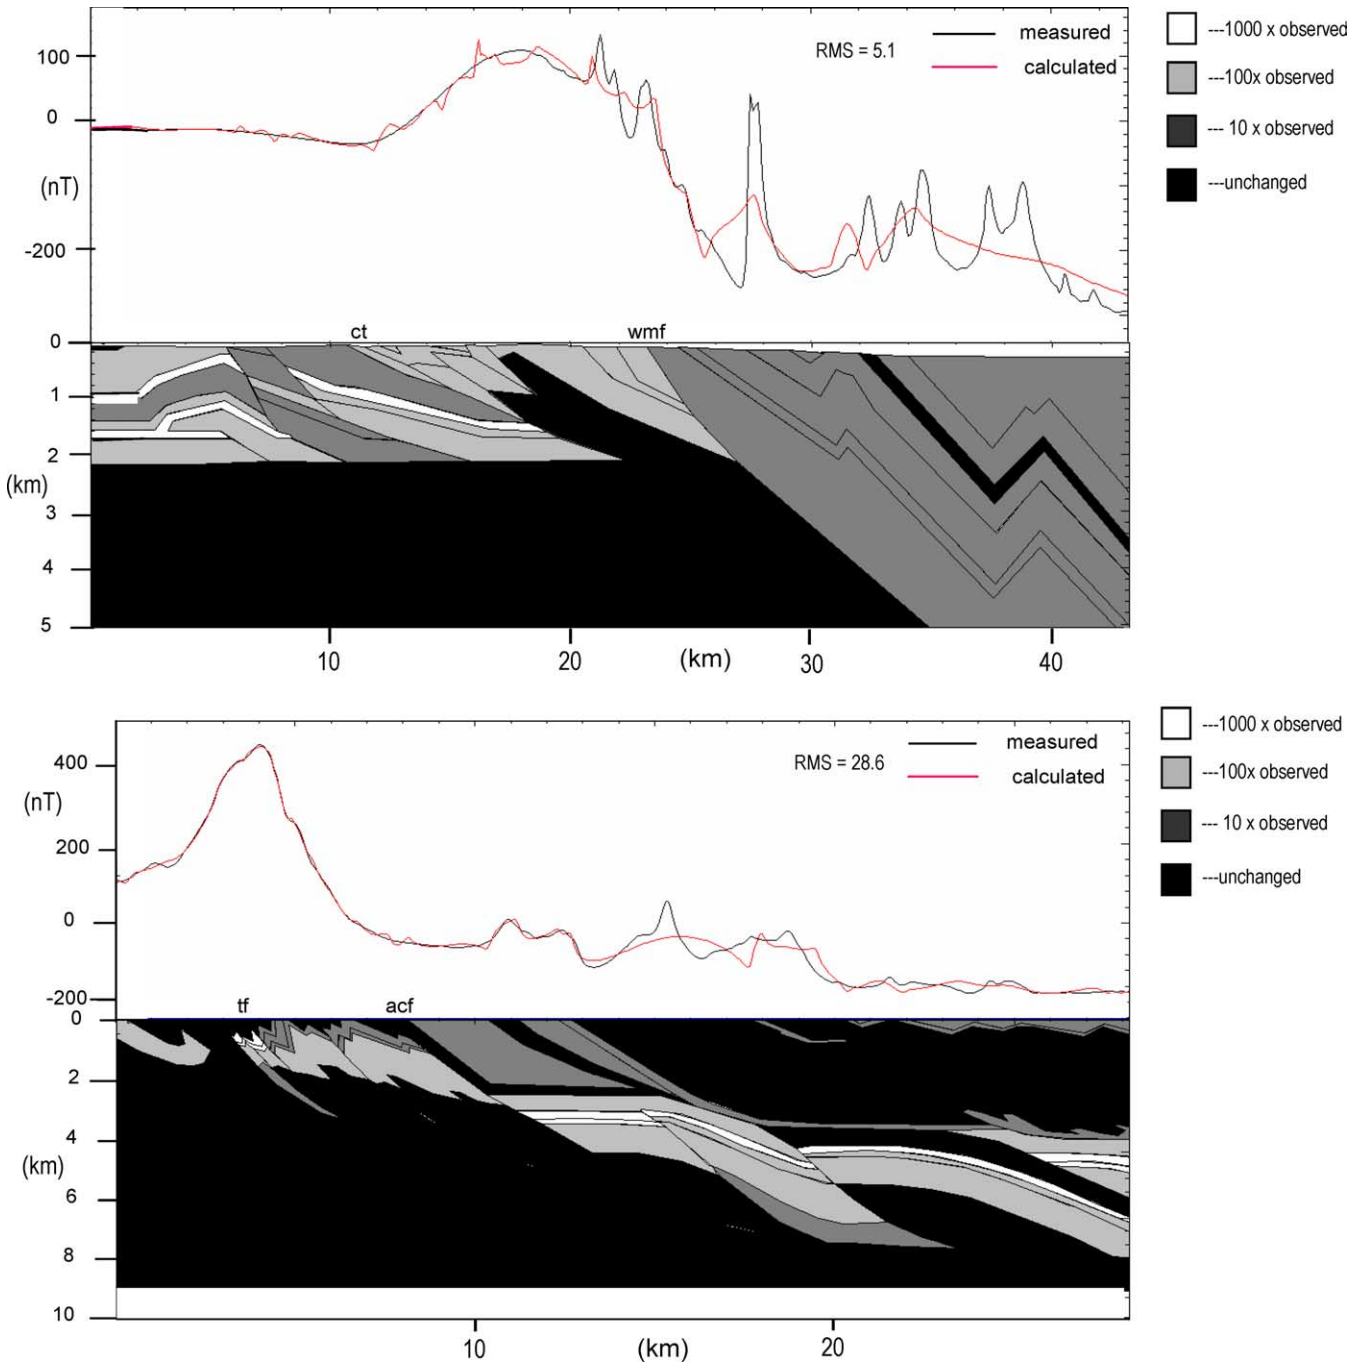 100
0
(nT)
-200
RMS = 5.1
measured
calculated
---1000 x observed
---100x observed
--- 10 x observed
---unchanged
ct
wmf
0
1
2
(km)
3
4
5
10
20
(km)
30
40
400
(nT)
200
0
-200
RMS = 28.6
measured
calculated
---1000 x observed
---100x observed
--- 10 x observed
---unchanged
tf
acf
0
2
4
(km)
6
8
10
10
(km)
20